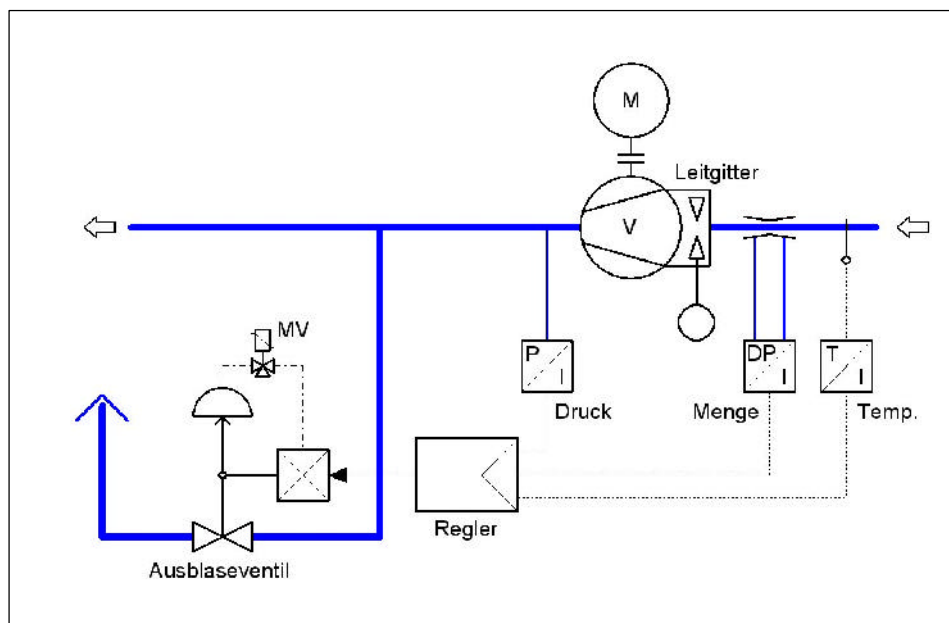 M
Leitgitter
V
MV
P
I
Druck
DP
I
Menge
T
I
Temp.
Regler
Ausblaseventil